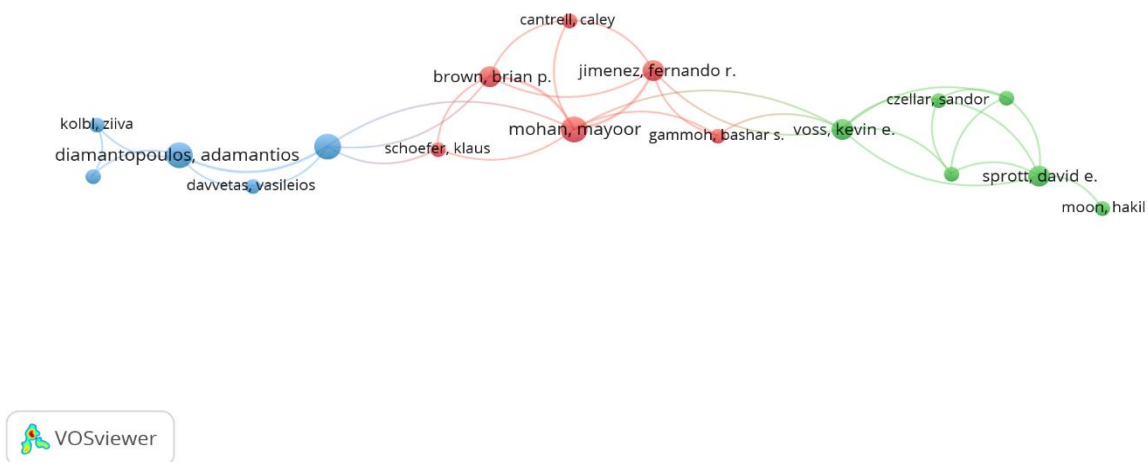 cantrell, caley
brown, brian p.
jimenez, fernando r.
kolbl, ziiva
mohan, mayoor
gammoh, bashar s.
voss, kevin e.
czellar, sandor
diamantopoulos, adamantios
schoefer, klaus
davvetas, vasileios
sprott, david e.
moon, hakil
VOSviewer